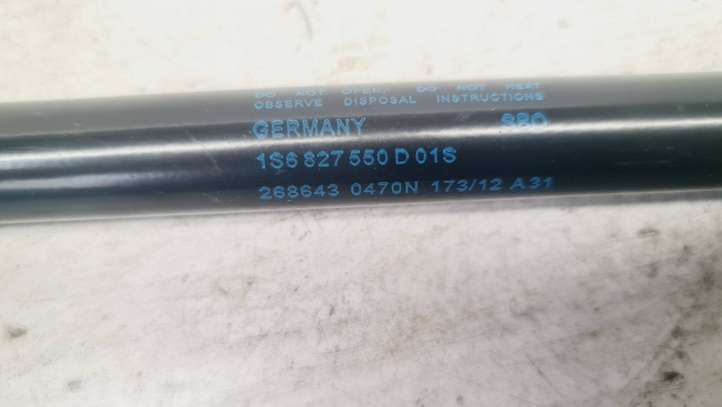 DO NOT OPEN/ DO NOT HEAT
OBSERVE DISPOSAL INSTRUCTIONS
GERMANY
1S6 827 550 D 01S
268643 0470N 173/12 A31